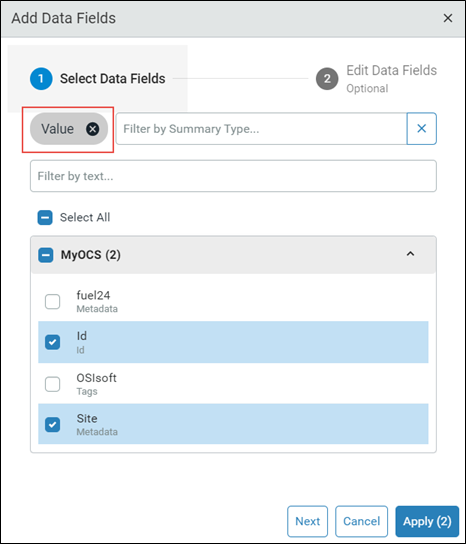 Add Data Fields
1 Select Data Fields
2 Edit Data Fields
Optional
Value
Filter by Summary Type...
Filter by text...
Select All
MyOCS (2)
fuel24
Metadata
Id
Id
OSIsoft
Tags
Site
Metadata
Next Cancel Apply (2)